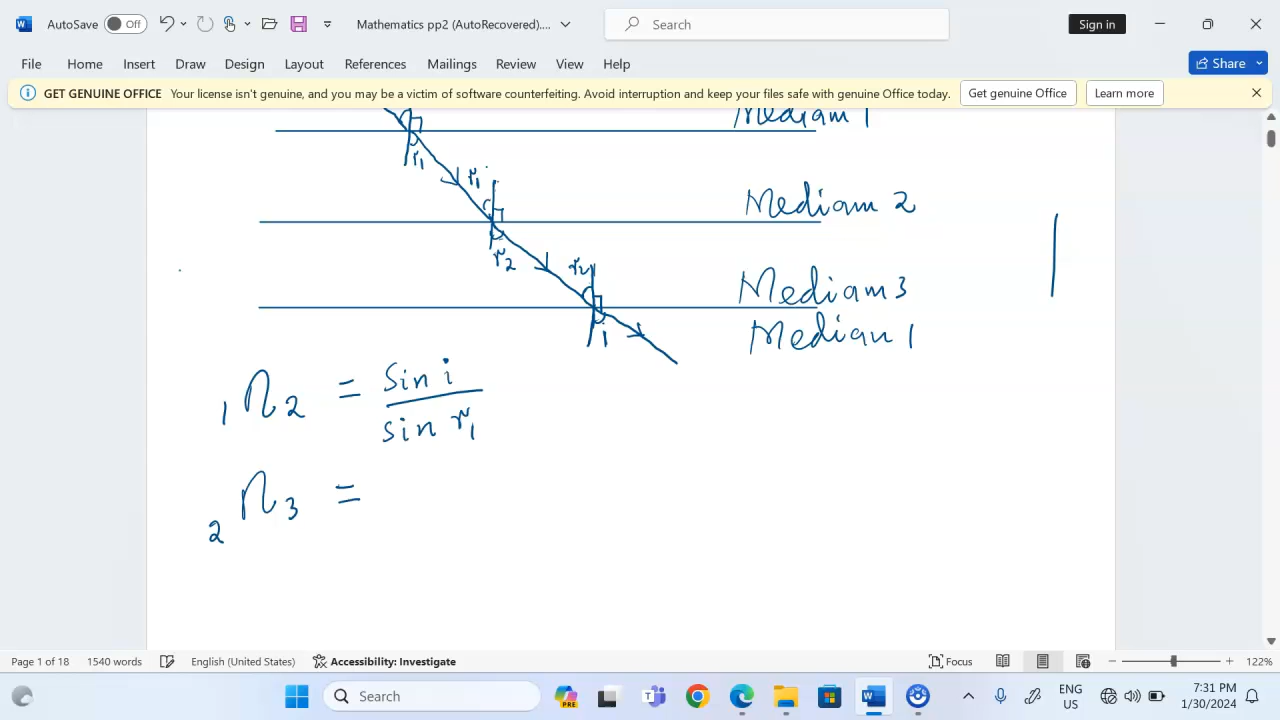 AutoSave Off Mathematics pp2 (AutoRecovered).... Search Sign in
File Home Insert Draw Design Layout References Mailings Review View Help Share
GET GENUINE OFFICE Your license isn't genuine, and you may be a victim of software counterfeiting. Avoid interruption and keep your files safe with genuine Office today. Get genuine Office Learn more
Mediam 1
r1
r1
Mediam 2
r2
r2
Mediam 3
i
Median 1
1n2 = sin i
sin r1
2n3 =
Page 1 of 18 1540 words English (United States) Accessibility: Investigate Focus 122%
Search PRE ENG
US 7:31 PM
1/30/2024